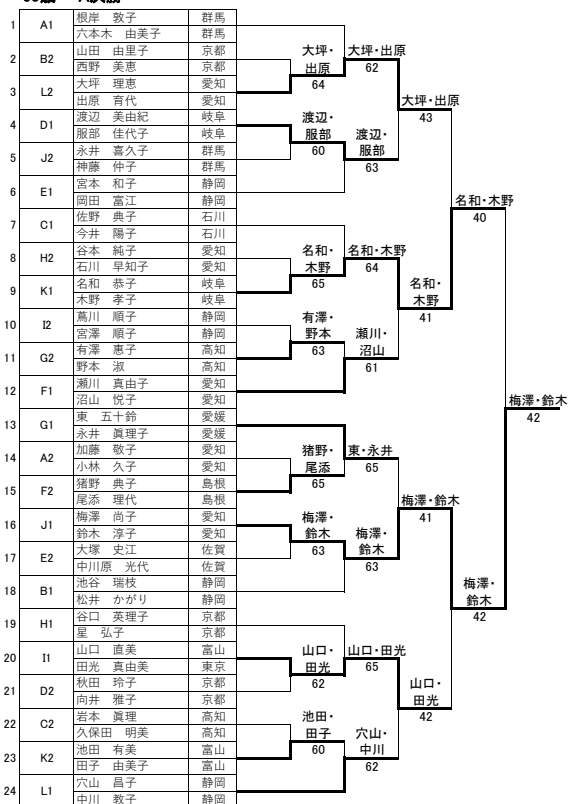 1 A1 根岸 敦子 群馬
六本木 由美子 群馬
2 B2 山田 由里子 京都
西野 美恵 京都
3 L2 大坪 理恵 愛知
出原 育代 愛知
4 D1 渡辺 美由紀 岐阜
服部 佳代子 岐阜
5 J2 永井 喜久子 群馬
神藤 仲子 群馬
6 E1 宮本 和子 静岡
岡田 富江 静岡
7 C1 佐野 典子 石川
今井 陽子 石川
8 H2 谷本 純子 愛知
石川 早知子 愛知
9 K1 名和 恭子 岐阜
木野 孝子 岐阜
10 I2 蔦川 順子 静岡
宮澤 順子 静岡
11 G2 有澤 恵子 高知
野本 淑 高知
12 F1 瀬川 真由子 愛知
沼山 悦子 愛知
13 G1 東 五十鈴 愛媛
永井 眞理子 愛媛
14 A2 加藤 敬子 愛知
小林 久子 愛知
15 F2 猪野 典子 島根
尾添 理代 島根
16 J1 梅澤 尚子 愛知
鈴木 淳子 愛知
17 E2 大塚 史江 佐賀
中川原 光代 佐賀
18 B1 池谷 瑞枝 静岡
松井 かがり 静岡
19 H1 谷口 英理子 京都
星 弘子 京都
20 I1 山口 直美 富山
田光 真由美 東京
21 D2 秋田 玲子 京都
向井 雅子 京都
22 C2 岩本 眞理 高知
久保田 明美 高知
23 K2 池田 有美 富山
田子 由美子 富山
24 L1 穴山 昌子 静岡
中川 教子 静岡
大坪・
出原
64
渡辺・
服部
60
名和・
木野
65
有澤・
野本
63
猪野・
尾添
65
梅澤・
鈴木
63
山口・
田光
62
池田・
田子
60
大坪・出原
62
渡辺・
服部
63
名和・木野
64
瀬川・
沼山
61
東・永井
65
梅澤・
鈴木
63
山口・田光
65
穴山・
中川
62
大坪・出原
43
名和・
木野
41
梅澤・鈴木
41
山口・
田光
42
名和・木野
40
梅澤・
鈴木
42
梅澤・鈴木
42